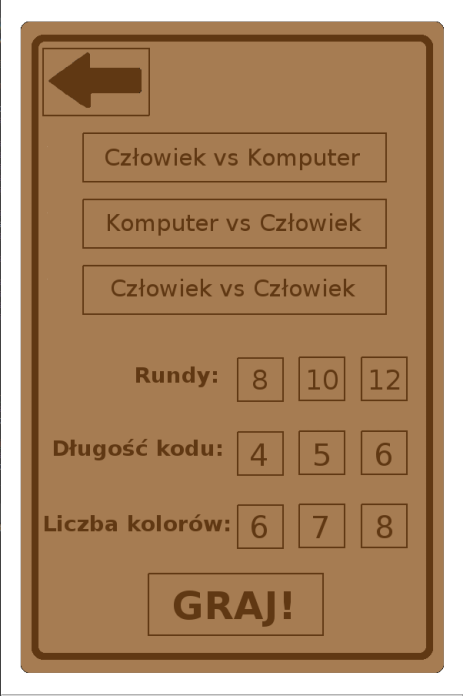 Człowiek vs Komputer
Komputer vs Człowiek
Człowiek vs Człowiek
Rundy: 8 10 12
Długość kodu: 4 5 6
Liczba kolorów: 6 7 8
GRAJ!